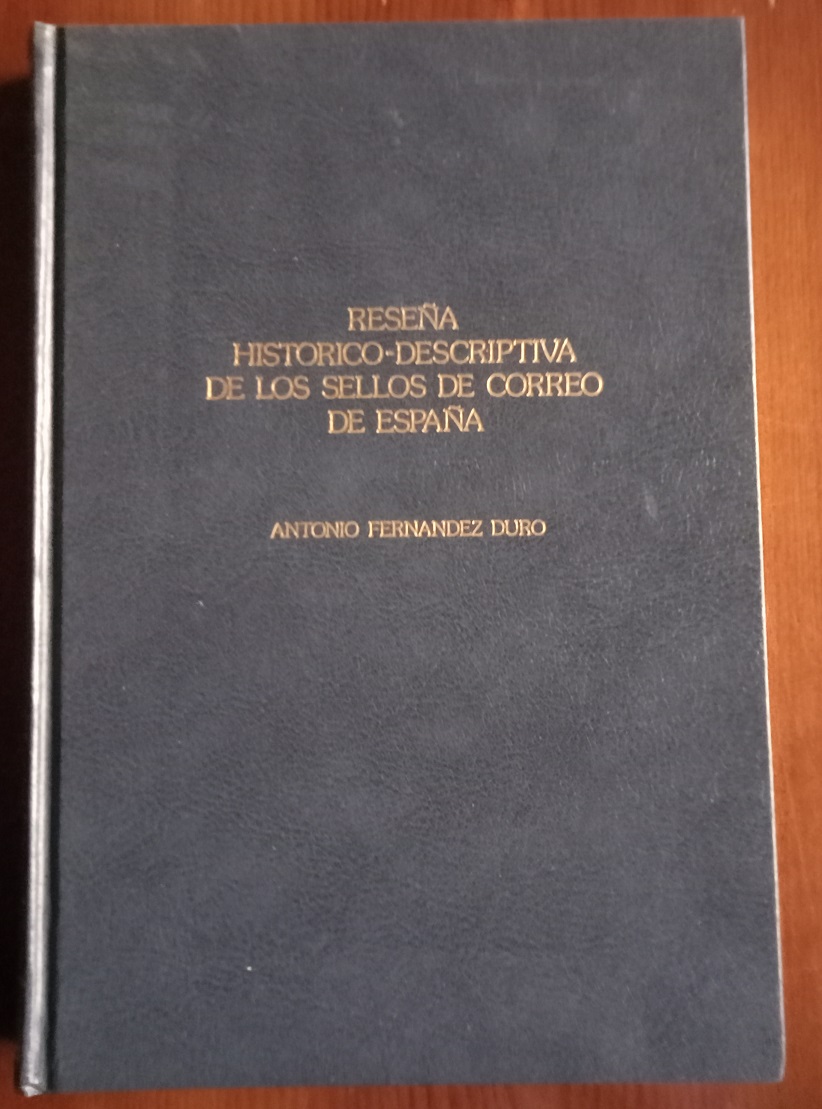 RESEÑA
HISTORICO-DESCRIPTIVA
DE LOS SELLOS DE CORREO
DE ESPAÑA
ANTONIO FERNANDEZ DURO